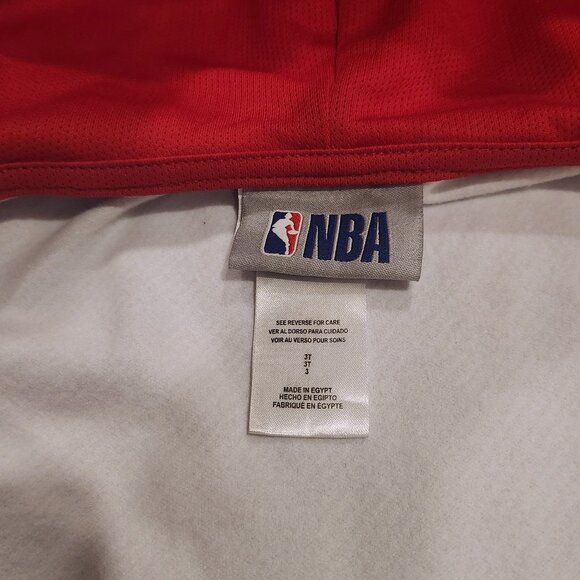 NBA
SEE REVERSE FOR CARE
VER AL DORSO PARA CUIDADO
VOIR AU VERSO POUR SOINS
3T
3T
3
MADE IN EGYPT
HECHO EN EGIPTO
FABRIQUÉ EN ÉGYPTE